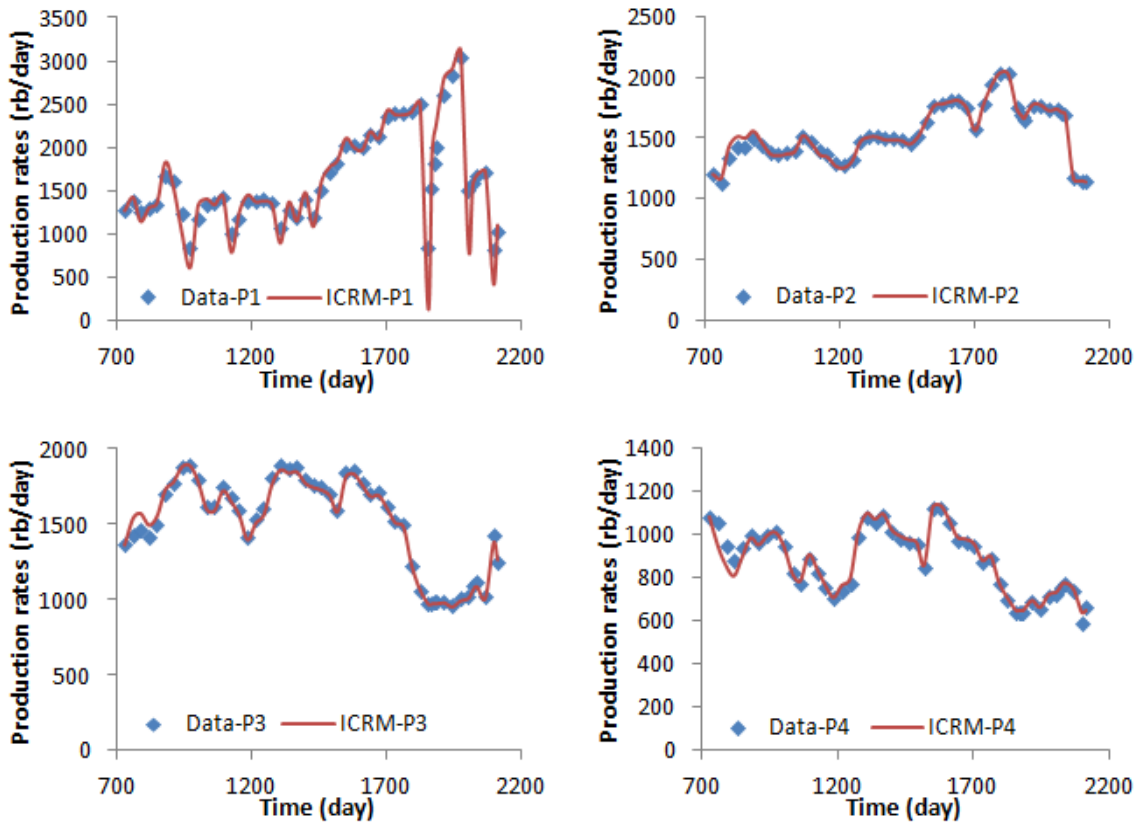 Production rates (rb/day)
3500
3000
2500
2000
1500
1000
500
0
Data-P1
ICRM-P1
700
1200
1700
2200
Time (day)
Production rates (rb/day)
2500
2000
1500
1000
500
0
Data-P2
ICRM-P2
700
1200
1700
2200
Time (day)
Production rates (rb/day)
2000
1500
1000
500
0
Data-P3
ICRM-P3
700
1200
1700
2200
Time (day)
Production rates (rb/day)
1400
1200
1000
800
600
400
200
0
Data-P4
ICRM-P4
700
1200
1700
2200
Time (day)